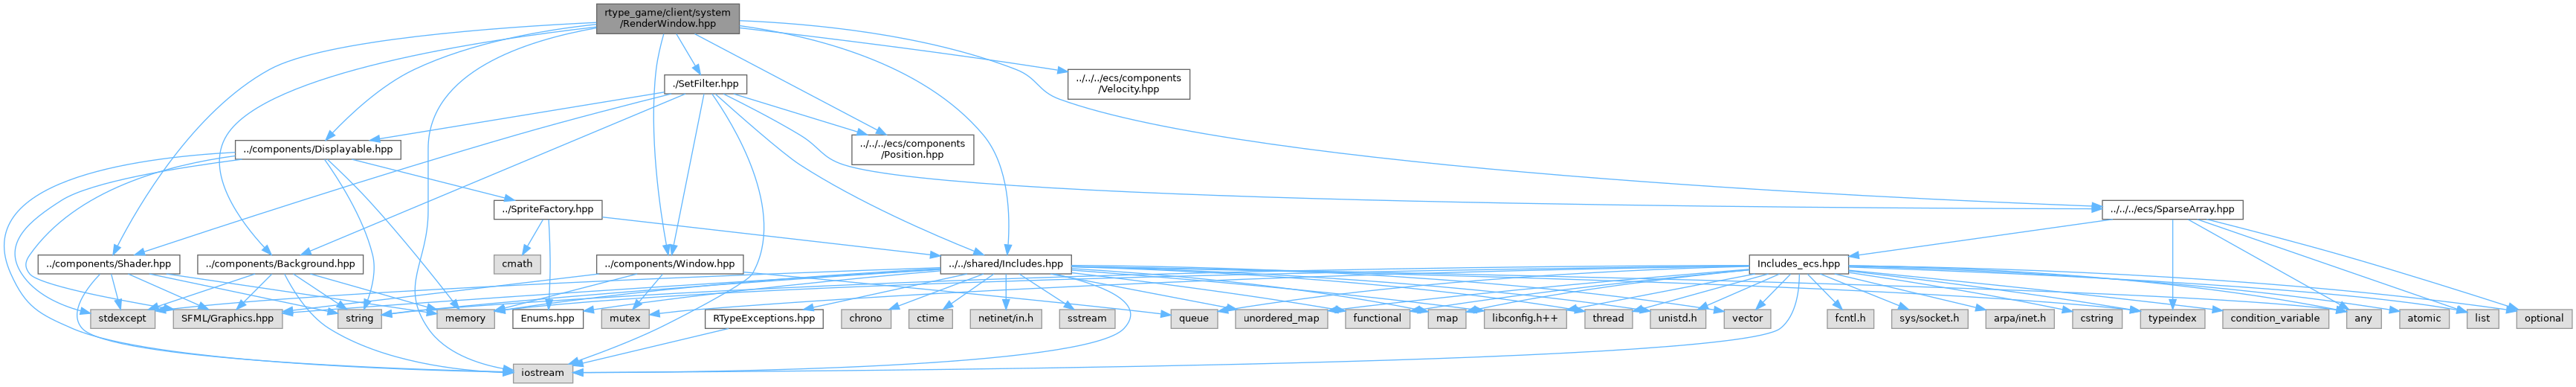 rtype_game/client/system
/RenderWindow.hpp
./SetFilter.hpp
../../../ecs/components
/Velocity.hpp
../components/Displayable.hpp
../../../ecs/components
/Position.hpp
../SpriteFactory.hpp
../../../ecs/SparseArray.hpp
../components/Shader.hpp
../components/Background.hpp
cmath
../components/Window.hpp
../../shared/Includes.hpp
Includes_ecs.hpp
stdexcept
SFML/Graphics.hpp
string
memory
Enums.hpp
mutex
RTypeExceptions.hpp
chrono
ctime
netinet/in.h
sstream
queue
unordered_map
functional
map
libconfig.h++
thread
unistd.h
vector
fcntl.h
sys/socket.h
arpa/inet.h
cstring
typeindex
condition_variable
any
atomic
list
optional
iostream